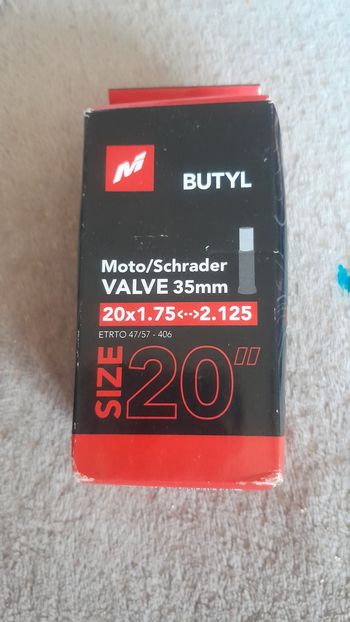 M
BUTYL
Moto/Schrader
VALVE 35mm
20x1.75<-->2.125
ETRTO 47/57 - 406
SIZE 20"